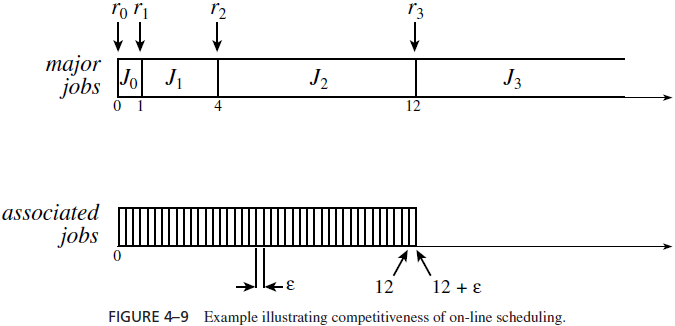 r0 r1 r2 r3
major
jobs
J0 J1 J2 J3
0 1 4 12
associated
jobs
0
ε 12 12 + ε
FIGURE 4–9 Example illustrating competitiveness of on-line scheduling.